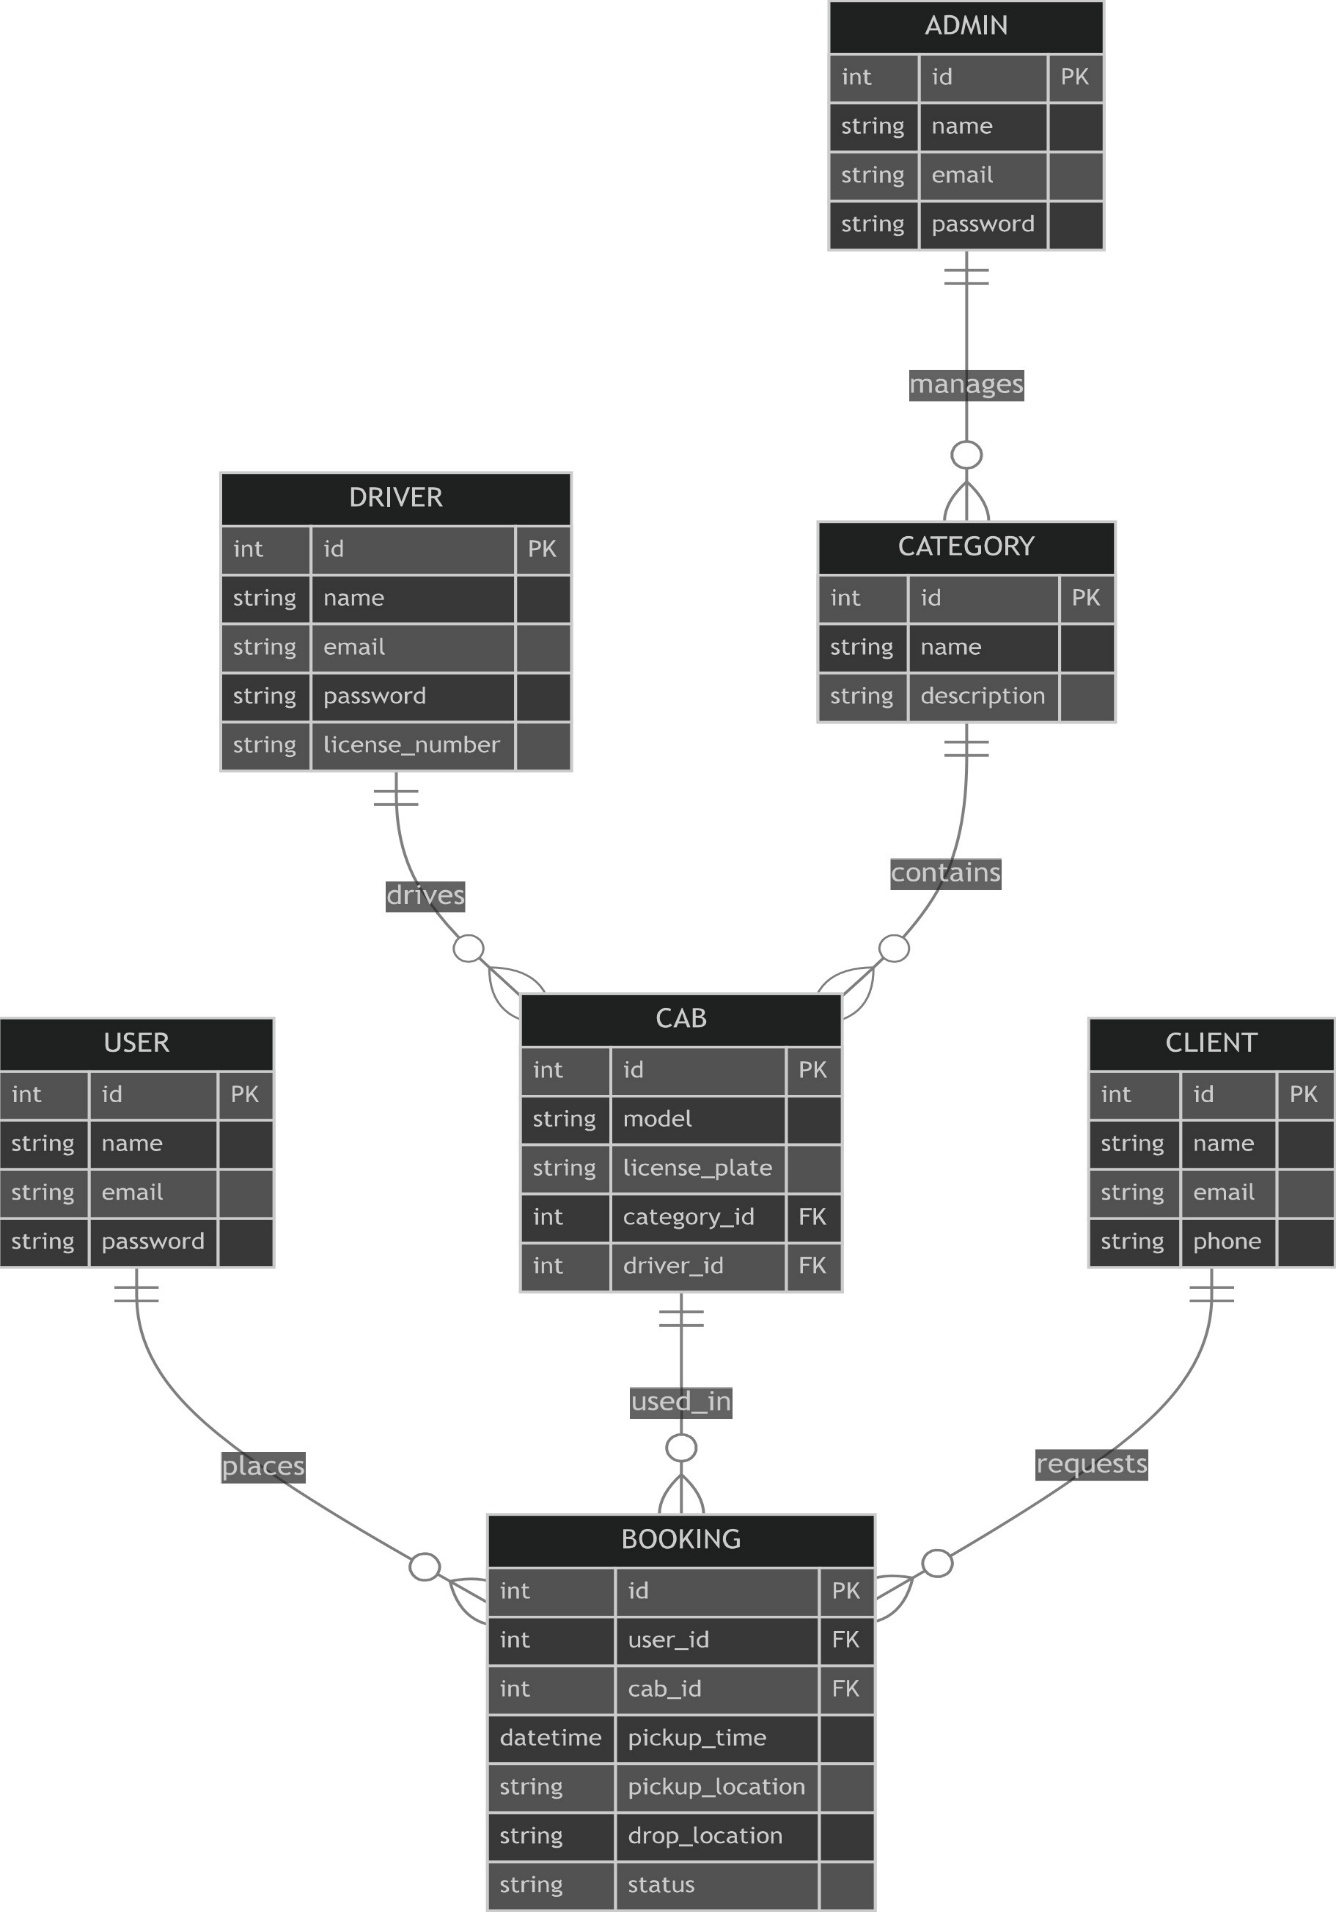 ADMIN
int id PK
string name
string email
string password
manages
DRIVER
int id PK
string name
string email
string password
string license_number
CATEGORY
int id PK
string name
string description
drives
contains
CAB
int id PK
string model
string license_plate
int category_id FK
int driver_id FK
USER
int id PK
string name
string email
string password
CLIENT
int id PK
string name
string email
string phone
used_in
places
requests
BOOKING
int id PK
int user_id FK
int cab_id FK
datetime pickup_time
string pickup_location
string drop_location
string status